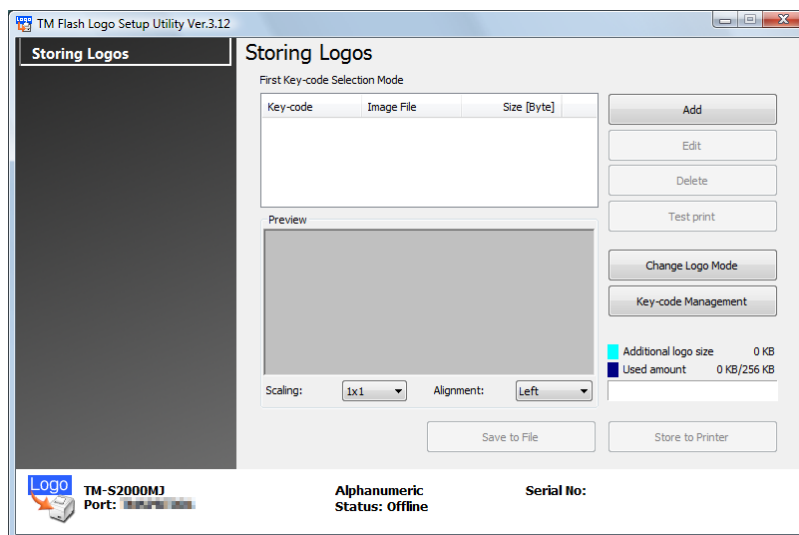 TM Flash Logo Setup Utility Ver.3.12
Storing Logos
Storing Logos
First Key-code Selection Mode
Key-code Image File Size [Byte]
Add
Edit
Delete
Test print
Preview
Change Logo Mode
Key-code Management
Additional logo size 0 KB
Used amount 0 KB/256 KB
Scaling: 1x1 Alignment: Left
Save to File Store to Printer
Logo
TM-S2000MJ Alphanumeric Serial No:
Port: Status: Offline